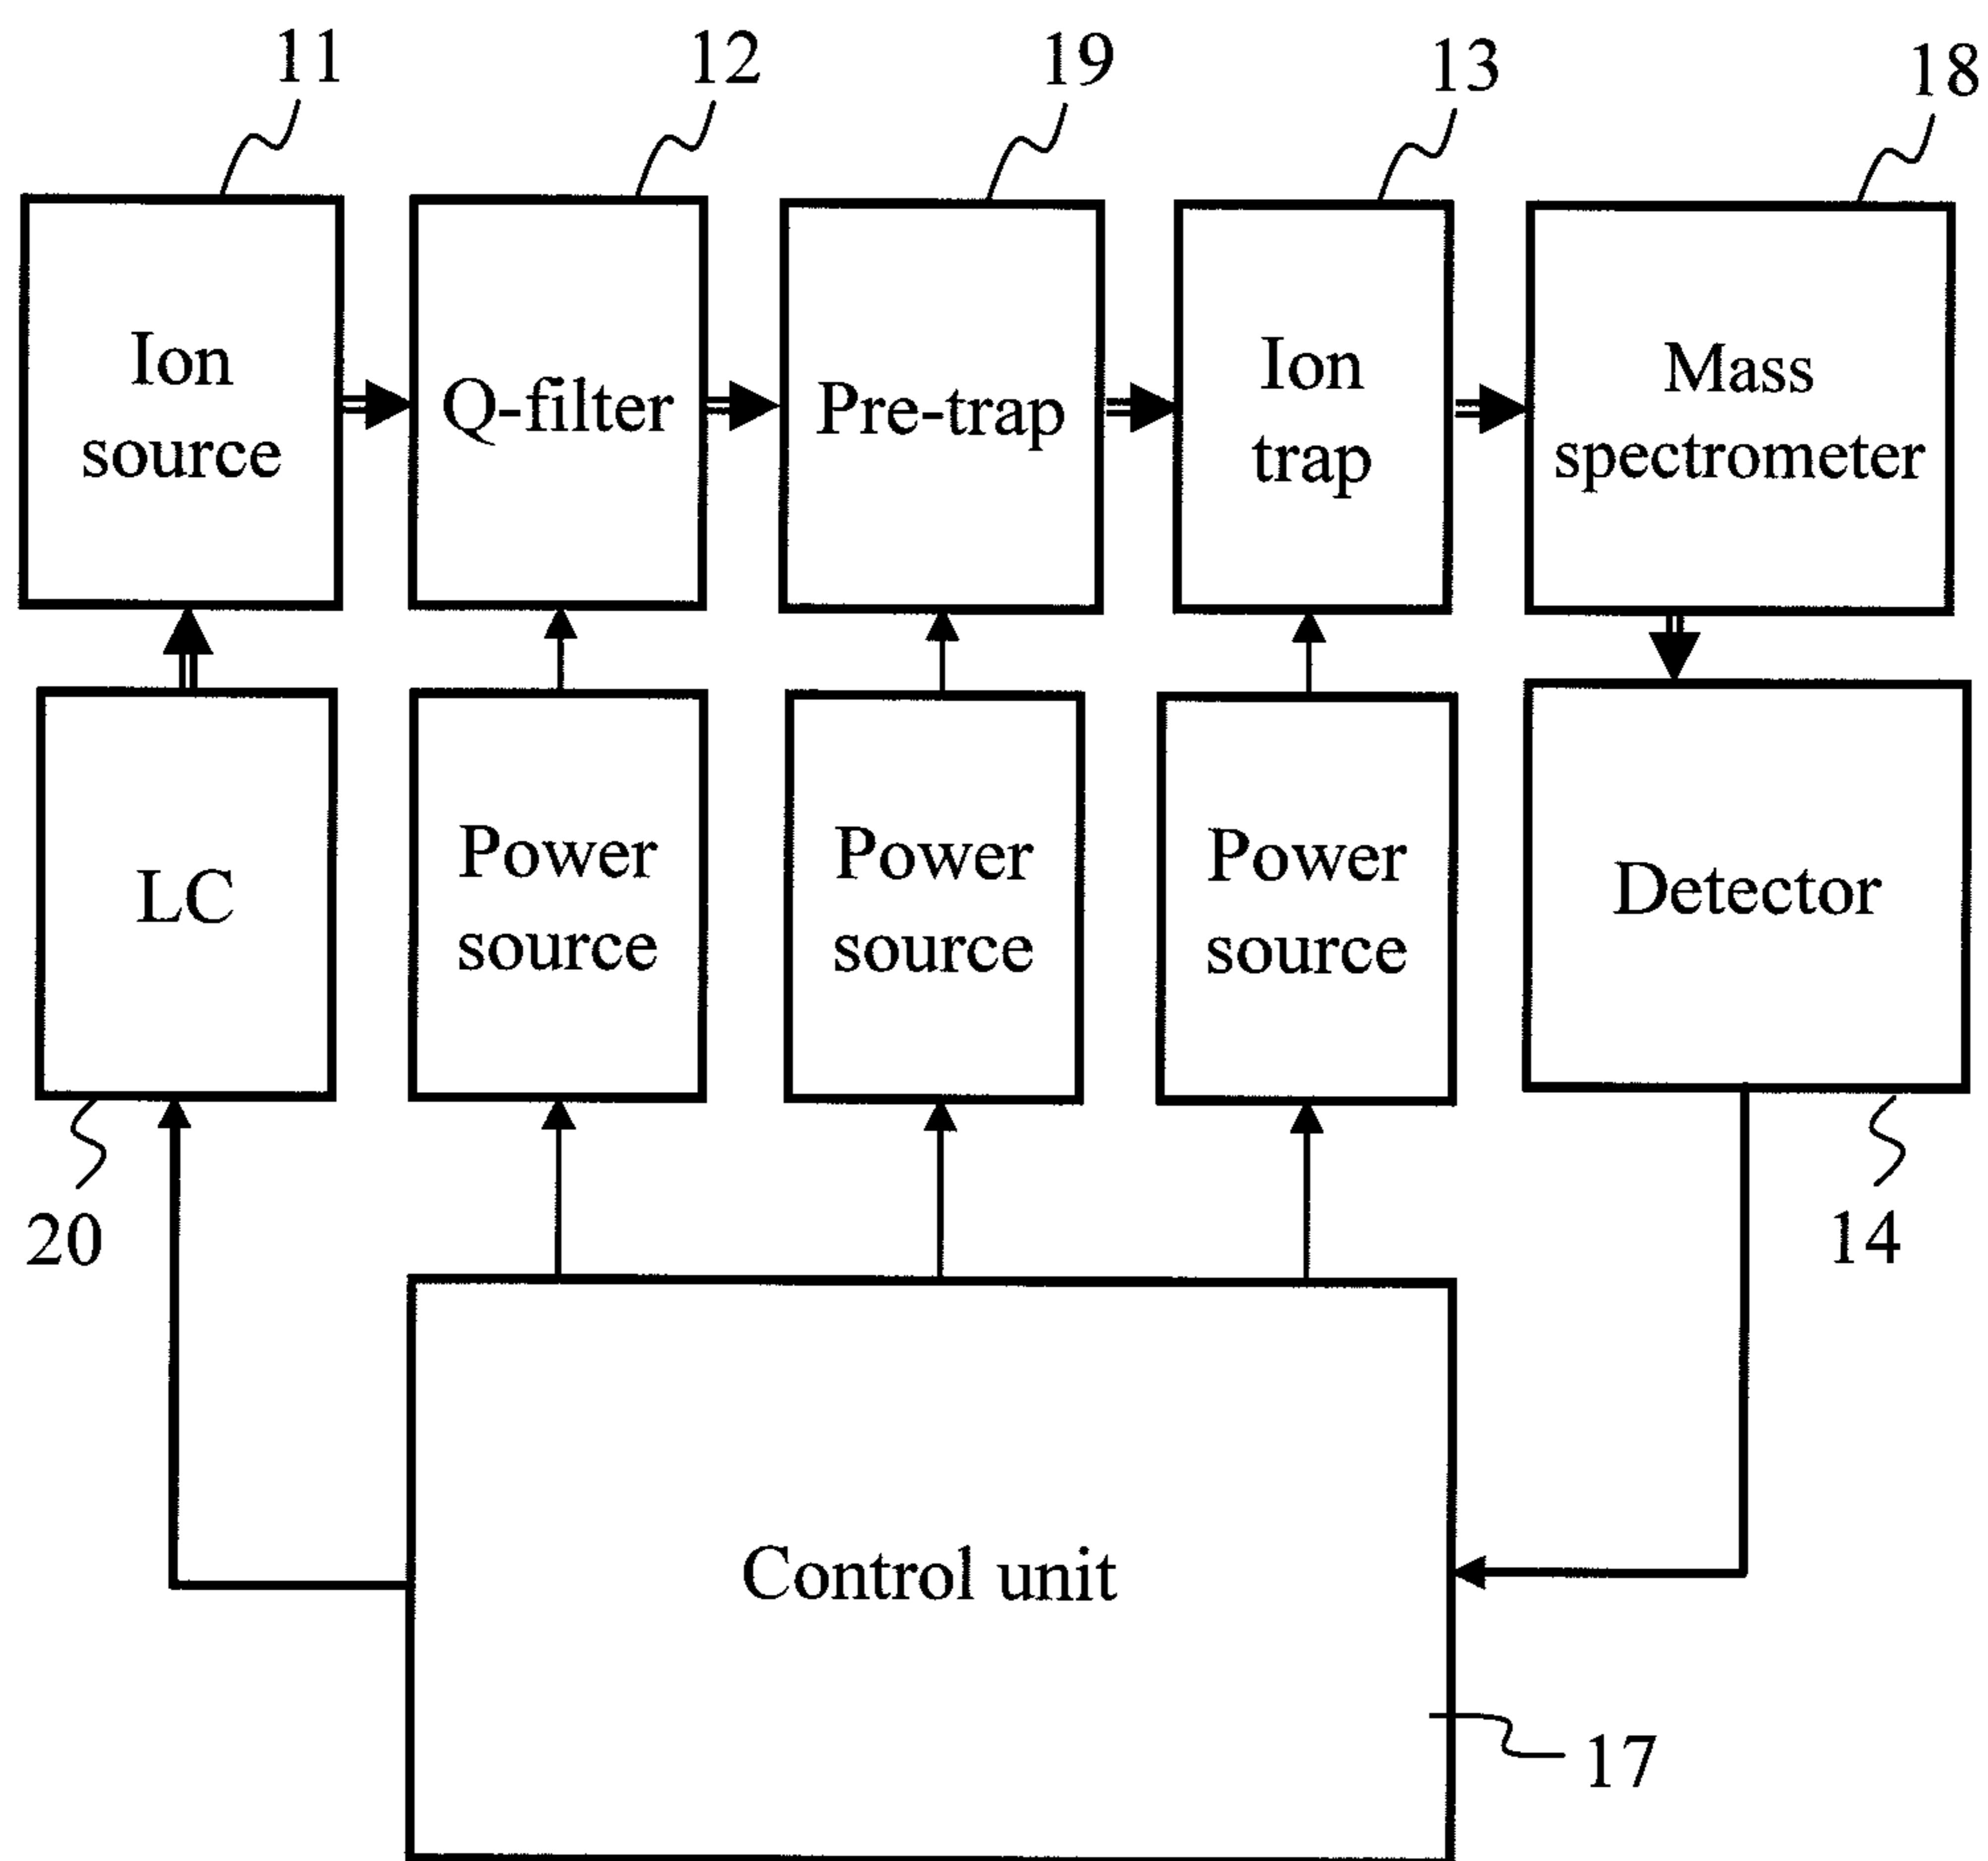 11
12
19
13
18
Ion
source
Q-filter
Pre-trap
Ion
trap
Mass
spectrometer
LC
Power
source
Power
source
Power
source
Detector
20
14
Control unit
17